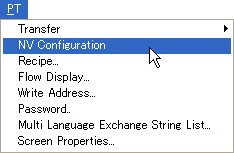 PT
Transfer
NV Configuration
Recipe...
Flow Display...
Write Address...
Password..
Multi Language Exchange String List...
Screen Properties...